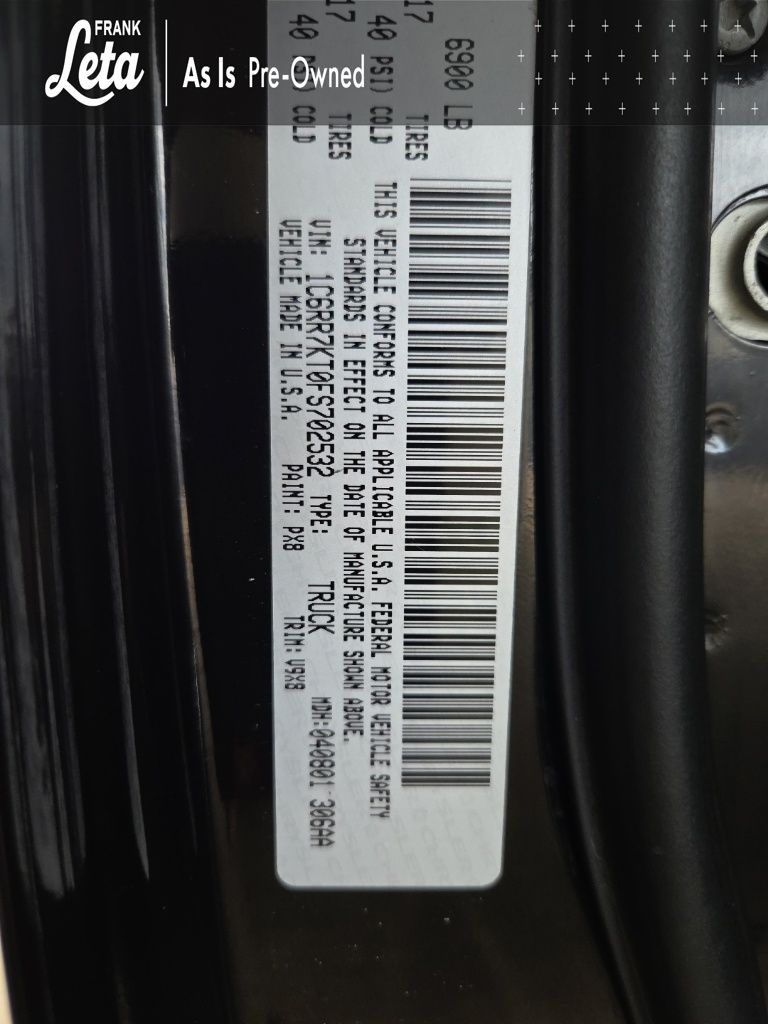 FRANK
Leta
As Is Pre-Owned
6900 LB
17 TIRES
40 PSI) COLD
17 TIRES
40 PSI) COLD
THIS VEHICLE CONFORMS TO ALL APPLICABLE U.S.A. FEDERAL MOTOR VEHICLE SAFETY
STANDARDS IN EFFECT ON THE DATE OF MANUFACTURE SHOWN ABOVE.
VIN: 1C6RR7KT0FS702532 TYPE: TRUCK MDH:040801 306AA
VEHICLE MADE IN U.S.A. PAINT: PX8 TRIM: V9X8